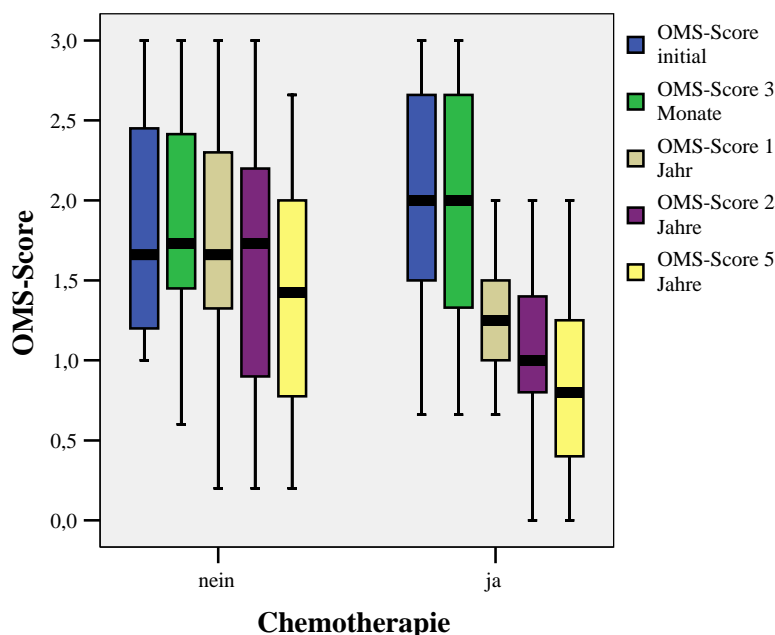 3,0
2,5
2,0
1,5
1,0
0,5
0,0
OMS-Score
nein
ja
Chemotherapie
OMS-Score
initial
OMS-Score 3
Monate
OMS-Score 1
Jahr
OMS-Score 2
Jahre
OMS-Score 5
Jahre